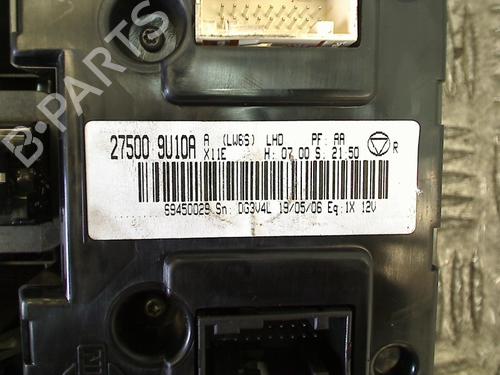 B-PARTS
27500 9U10A A (LW6S) LHD PF: AA
X11E H: 07.00 S: 21.50 R
S9450029 Sn: DG3V4L 19/05/06 Eq:1X 12V